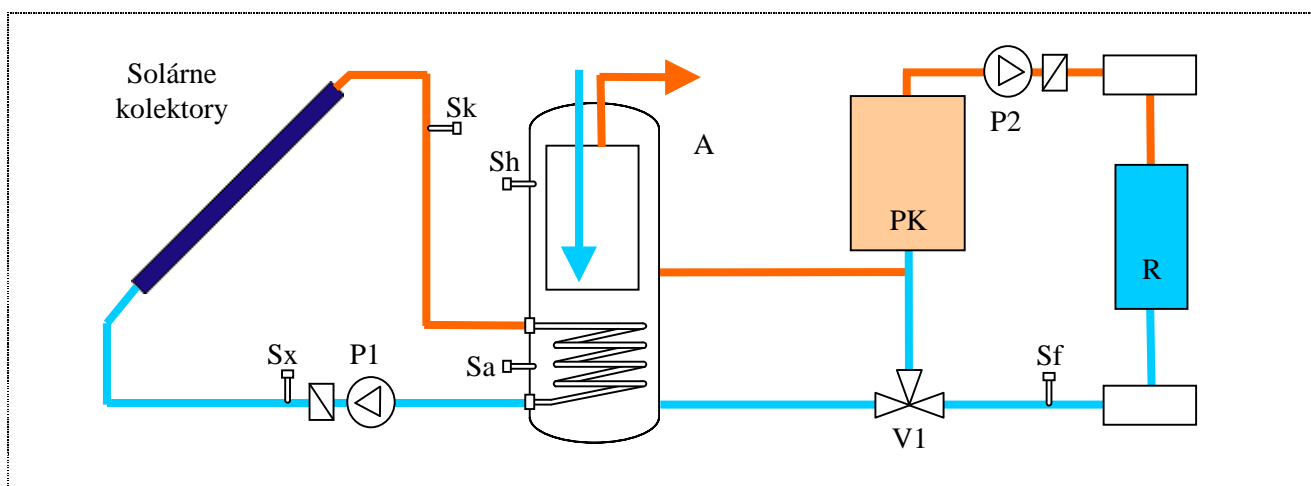 Solárne
kolektory
Sk
Sh
A
P2
PK
R
Sx
P1
Sa
Sf
V1